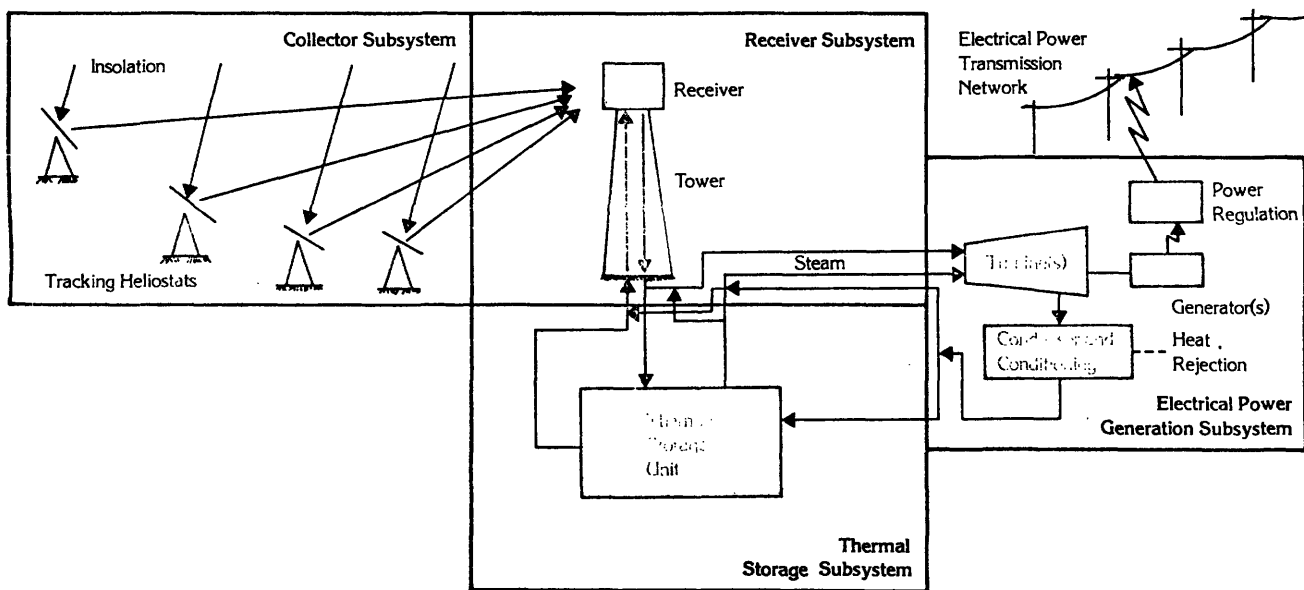 Collector Subsystem
Insolation
Tracking Heliostats
Receiver Subsystem
Receiver
Tower
Steam
Unit
Thermal
Storage Subsystem
Electrical Power
Transmission
Network
Power
Regulation
Generator(s)
Conditioning
Heat
Rejection
Electrical Power
Generation Subsystem